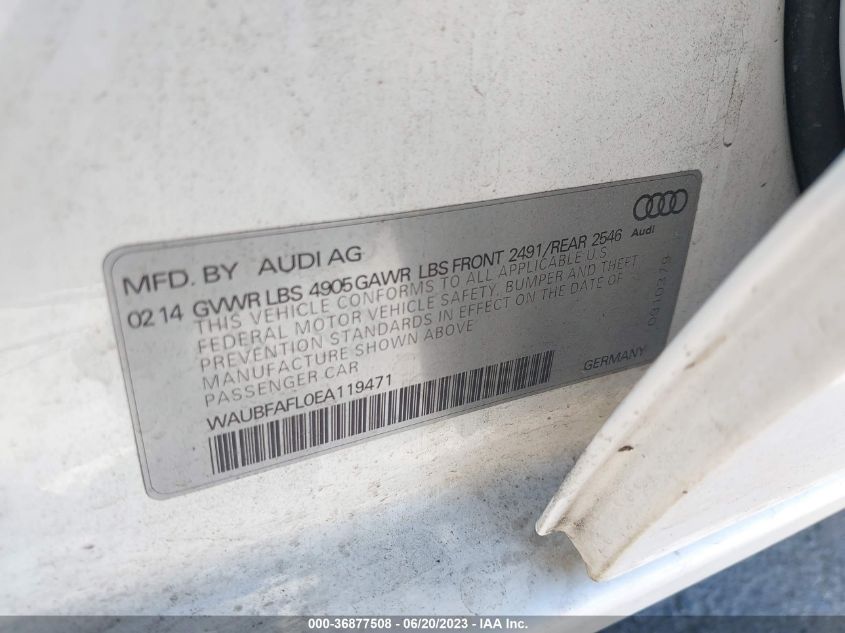 MFD. BY AUDI AG
02 14 GVWR LBS 4905 GAWR LBS FRONT 2491/REAR 2546
THIS VEHICLE CONFORMS TO ALL APPLICABLE U.S.
FEDERAL MOTOR VEHICLE SAFETY, BUMPER AND THEFT
PREVENTION STANDARDS IN EFFECT ON THE DATE OF
MANUFACTURE SHOWN ABOVE
PASSENGER CAR
WAUBFAFL0EA119471
GERMANY
Audi
0010379
000-36877508 - 06/20/2023 - IAAI Inc.